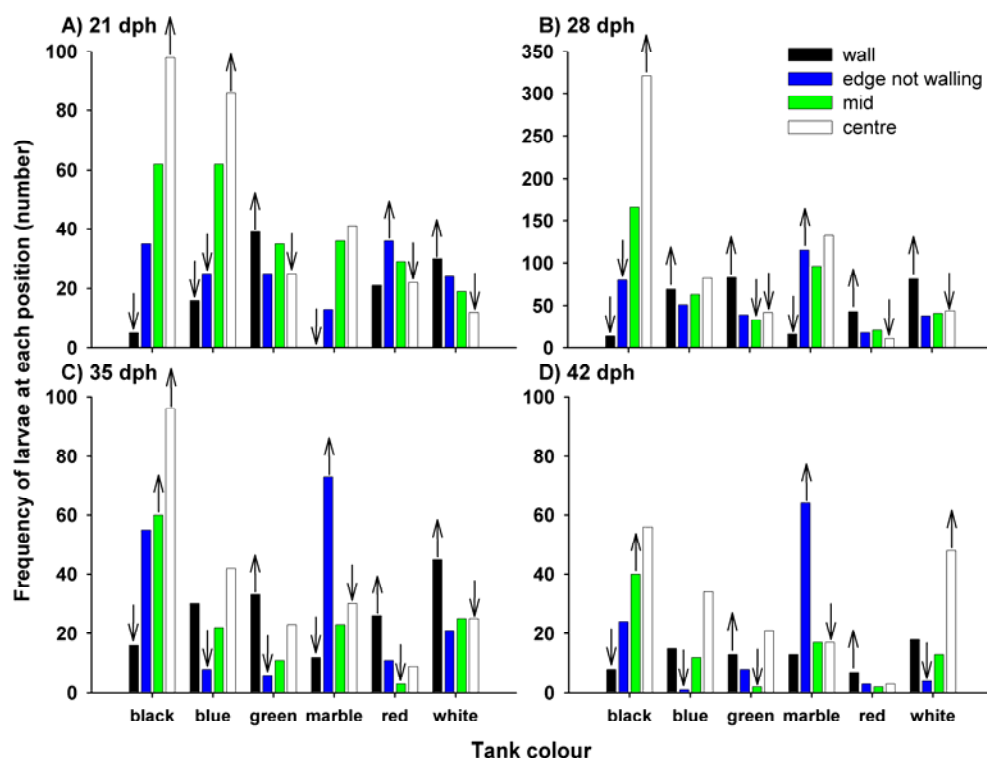 A) 21 dph
100
80
60
40
20
0
B) 28 dph
350
300
250
200
150
100
50
0
wall
edge not walling
mid
centre
Frequency of larvae at each position (number)
C) 35 dph
100
80
60
40
20
0
black blue green marble red white
D) 42 dph
100
80
60
40
20
0
black blue green marble red white
Tank colour